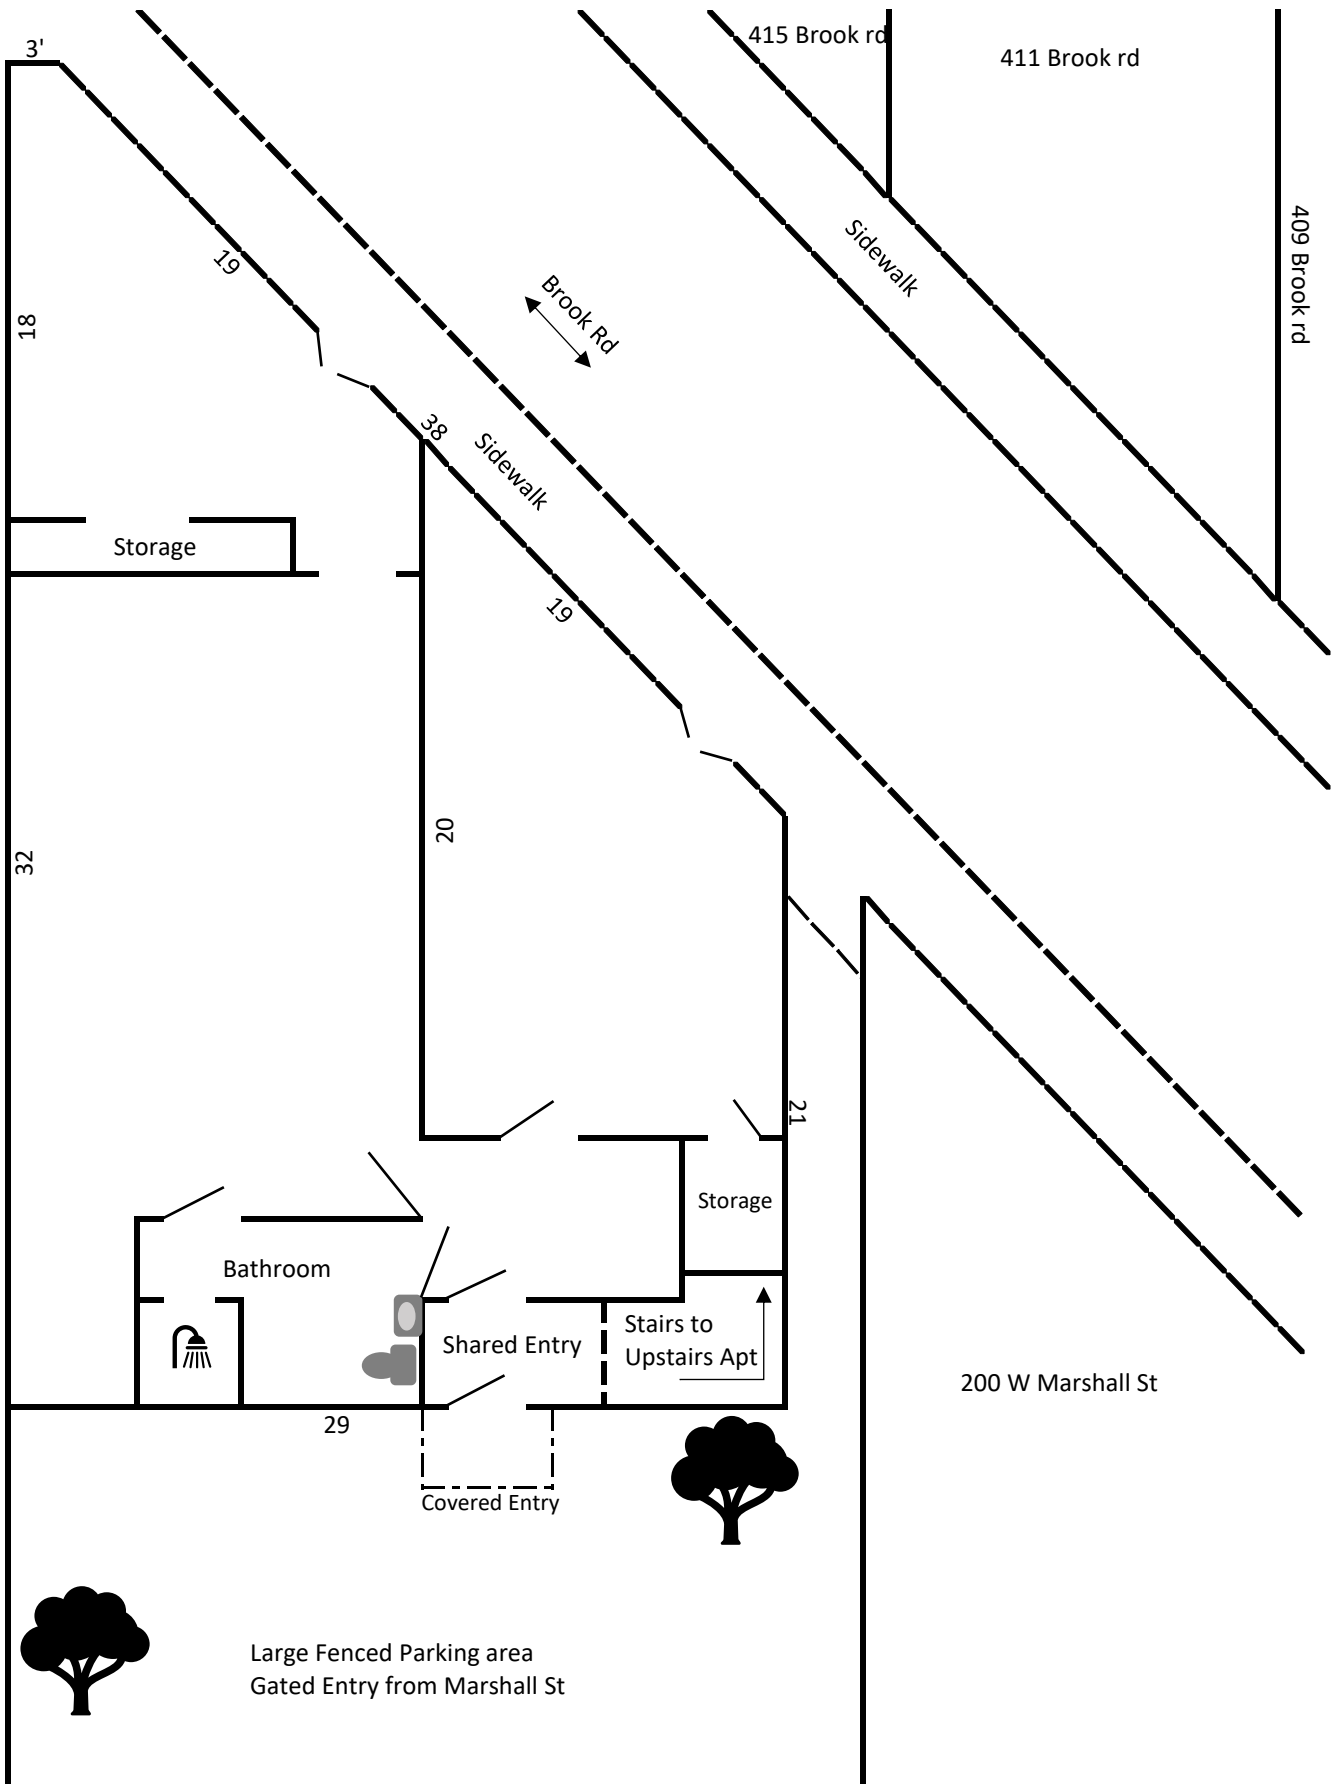 415 Brook rd
3'
411 Brook rd
409 Brook rd
Sidewalk
19
Brook Rd
18
38
Sidewalk
Storage
19
20
32
21
Storage
Bathroom
Stairs to
Upstairs Apt
Shared Entry
200 W Marshall St
29
Covered Entry
Large Fenced Parking area
Gated Entry from Marshall St